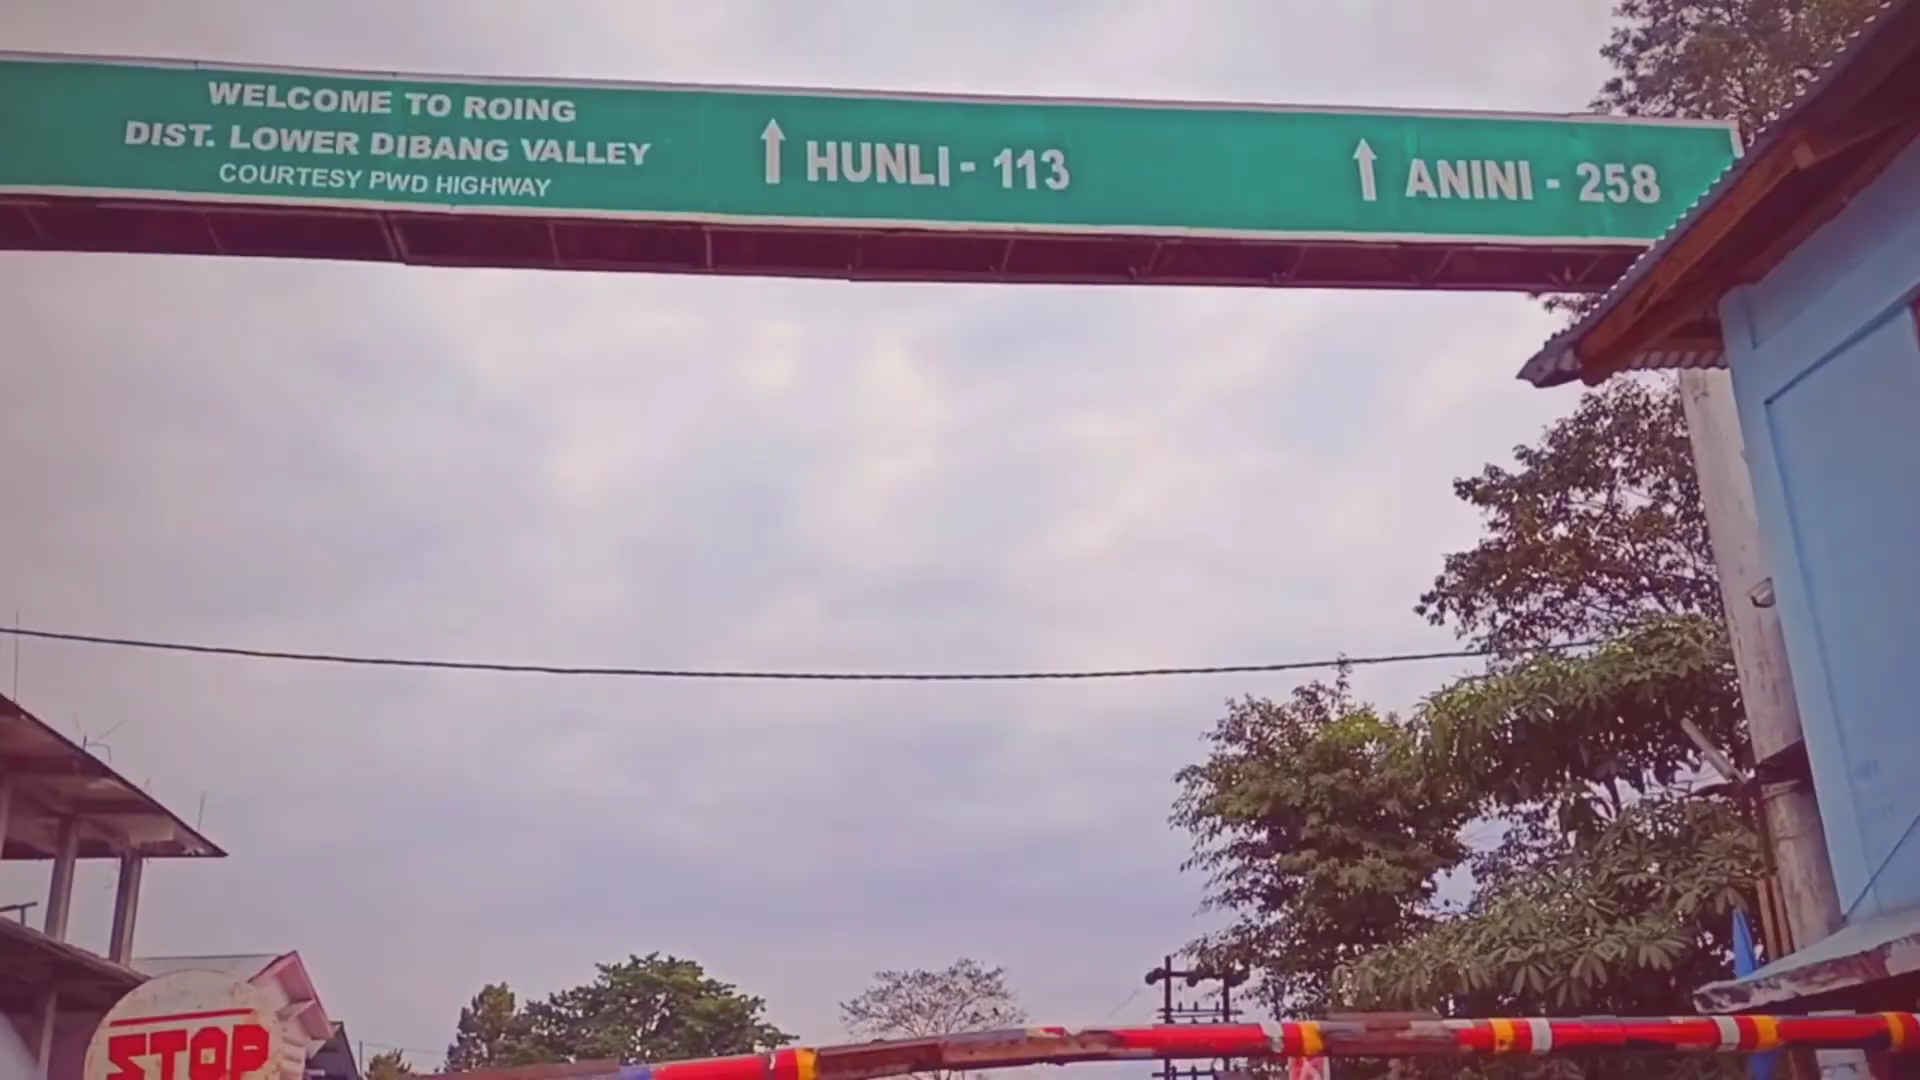 WELCOME TO ROING
DIST. LOWER DIBANG VALLEY
COURTESY PWD HIGHWAY
↑ HUNLI - 113
↑ ANINI - 258
STOP